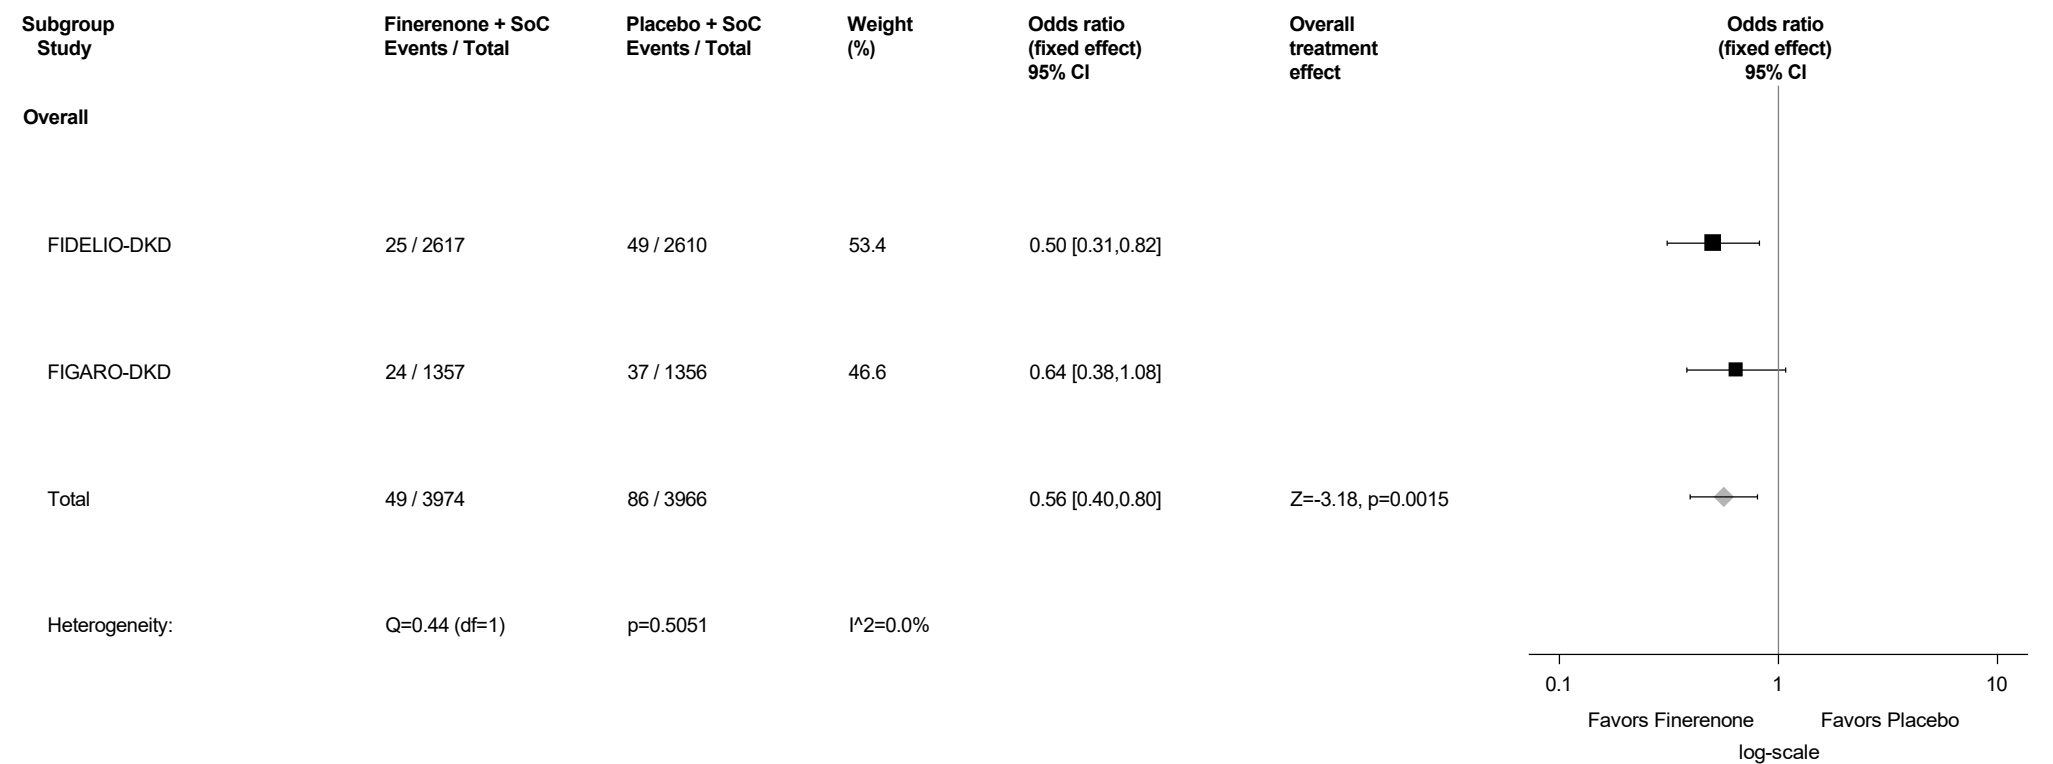 Subgroup Finerenone + SoC Placebo + SoC Weight Odds ratio Overall Odds ratio
Study Events / Total Events / Total (%) (fixed effect) treatment (fixed effect)
95% CI effect 95% CI
Overall
FIDELIO-DKD 25 / 2617 49 / 2610 53.4 0.50 [0.31,0.82]
FIGARO-DKD 24 / 1357 37 / 1356 46.6 0.64 [0.38,1.08]
Total 49 / 3974 86 / 3966 0.56 [0.40,0.80] Z=-3.18, p=0.0015
Heterogeneity: Q=0.44 (df=1) p=0.5051 I^2=0.0%
0.1 1 10
Favors Finerenone Favors Placebo
log-scale